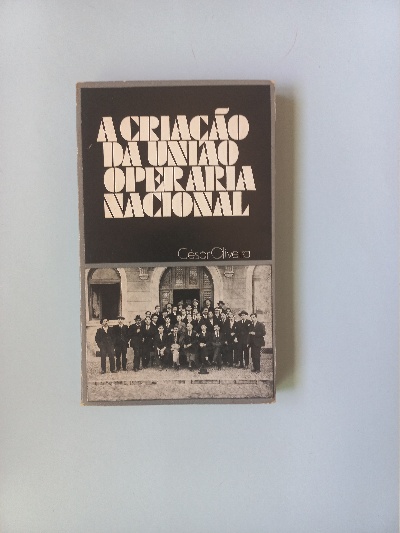 A CRIAÇÃO
DA UNIÃO
OPERÁRIA
NACIONAL
César Oliveira